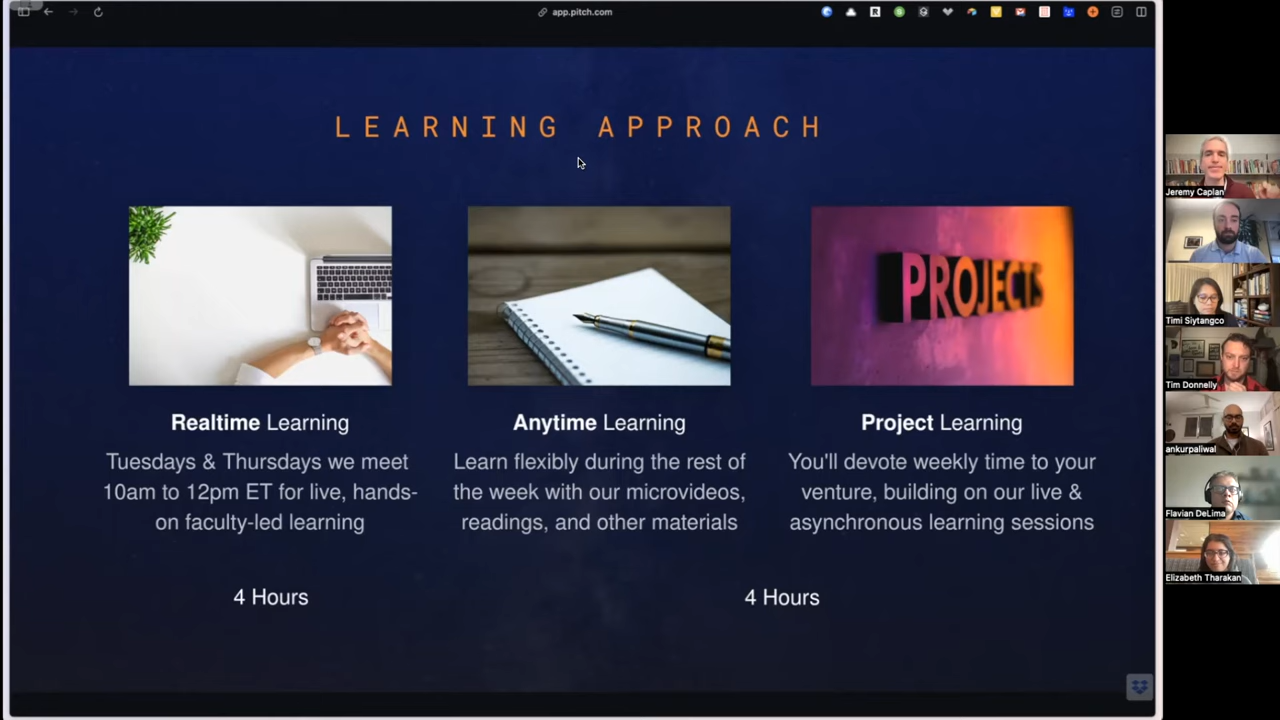 app.pitch.com
LEARNING APPROACH
PROJECTS
Realtime Learning
Tuesdays & Thursdays we meet
10am to 12pm ET for live, hands-
on faculty-led learning
4 Hours
Anytime Learning
Learn flexibly during the rest of
the week with our microvideos,
readings, and other materials
Project Learning
You'll devote weekly time to your
venture, building on our live &
asynchronous learning sessions
4 Hours
Jeremy Caplan
Timi Siytangco
Tim Donnelly
ankurpaliwal
Flavian DeLima
Elizabeth Tharakan